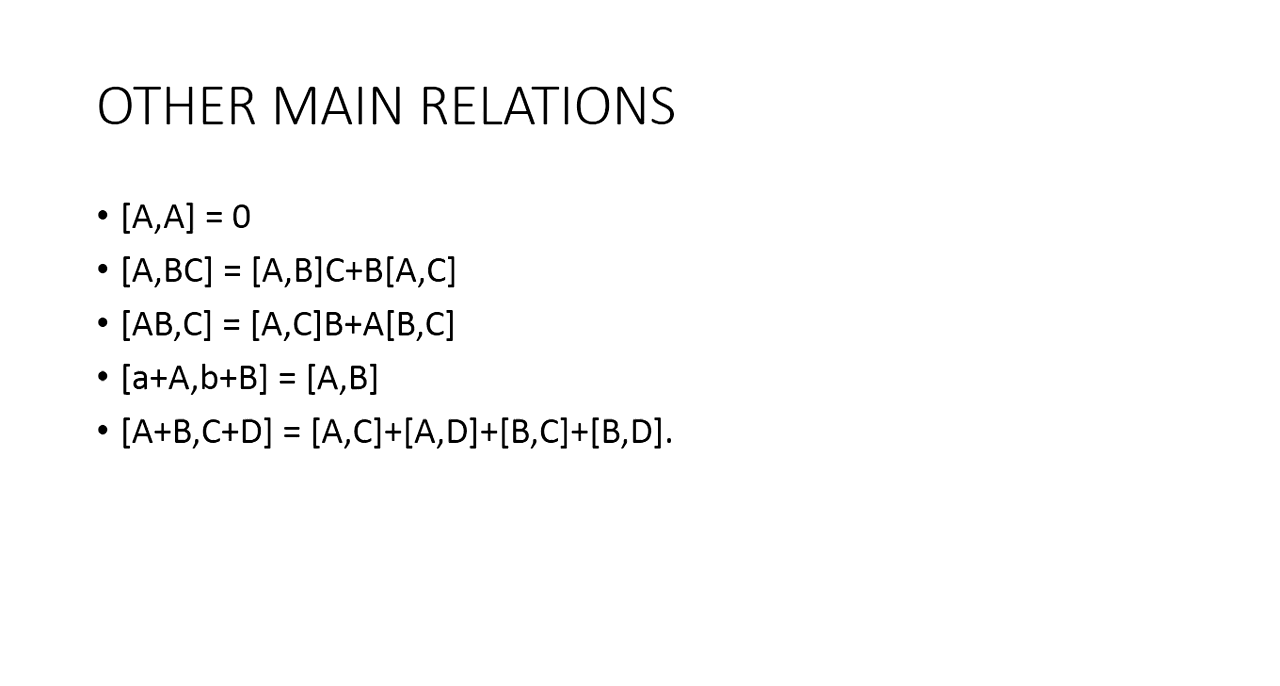 OTHER MAIN RELATIONS
• [A,A] = 0
• [A,BC] = [A,B]C+B[A,C]
• [AB,C] = [A,C]B+A[B,C]
• [a+A,b+B] = [A,B]
• [A+B,C+D] = [A,C]+[A,D]+[B,C]+[B,D].